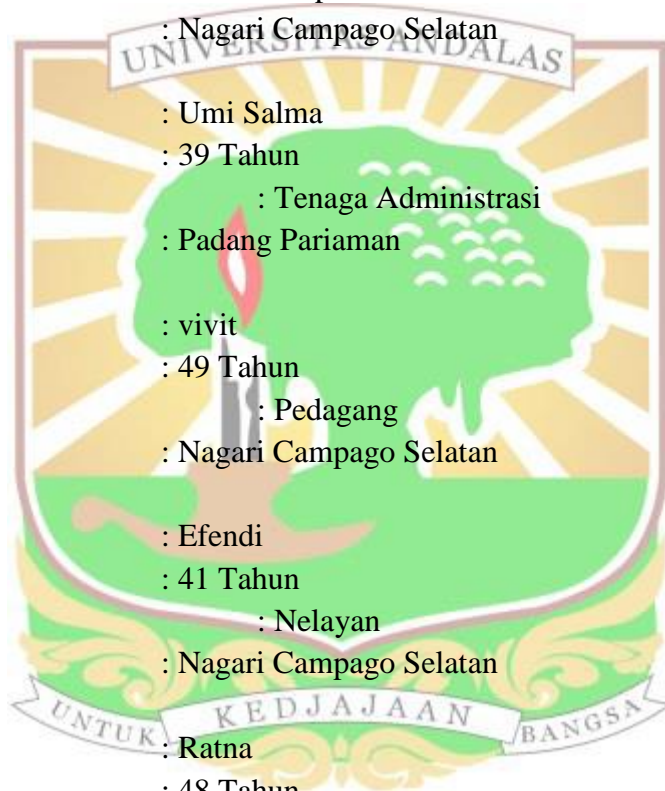 : Nagari Campago Selatan
UNIVERSITAS ANDALAS
: Umi Salma
: 39 Tahun
: Tenaga Administrasi
: Padang Pariaman
: vivit
: 49 Tahun
: Pedagang
: Nagari Campago Selatan
: Efendi
: 41 Tahun
: Nelayan
: Nagari Campago Selatan
UNTUK KEDJAJAAN BANGSA
: Ratna
: 48 Tahun